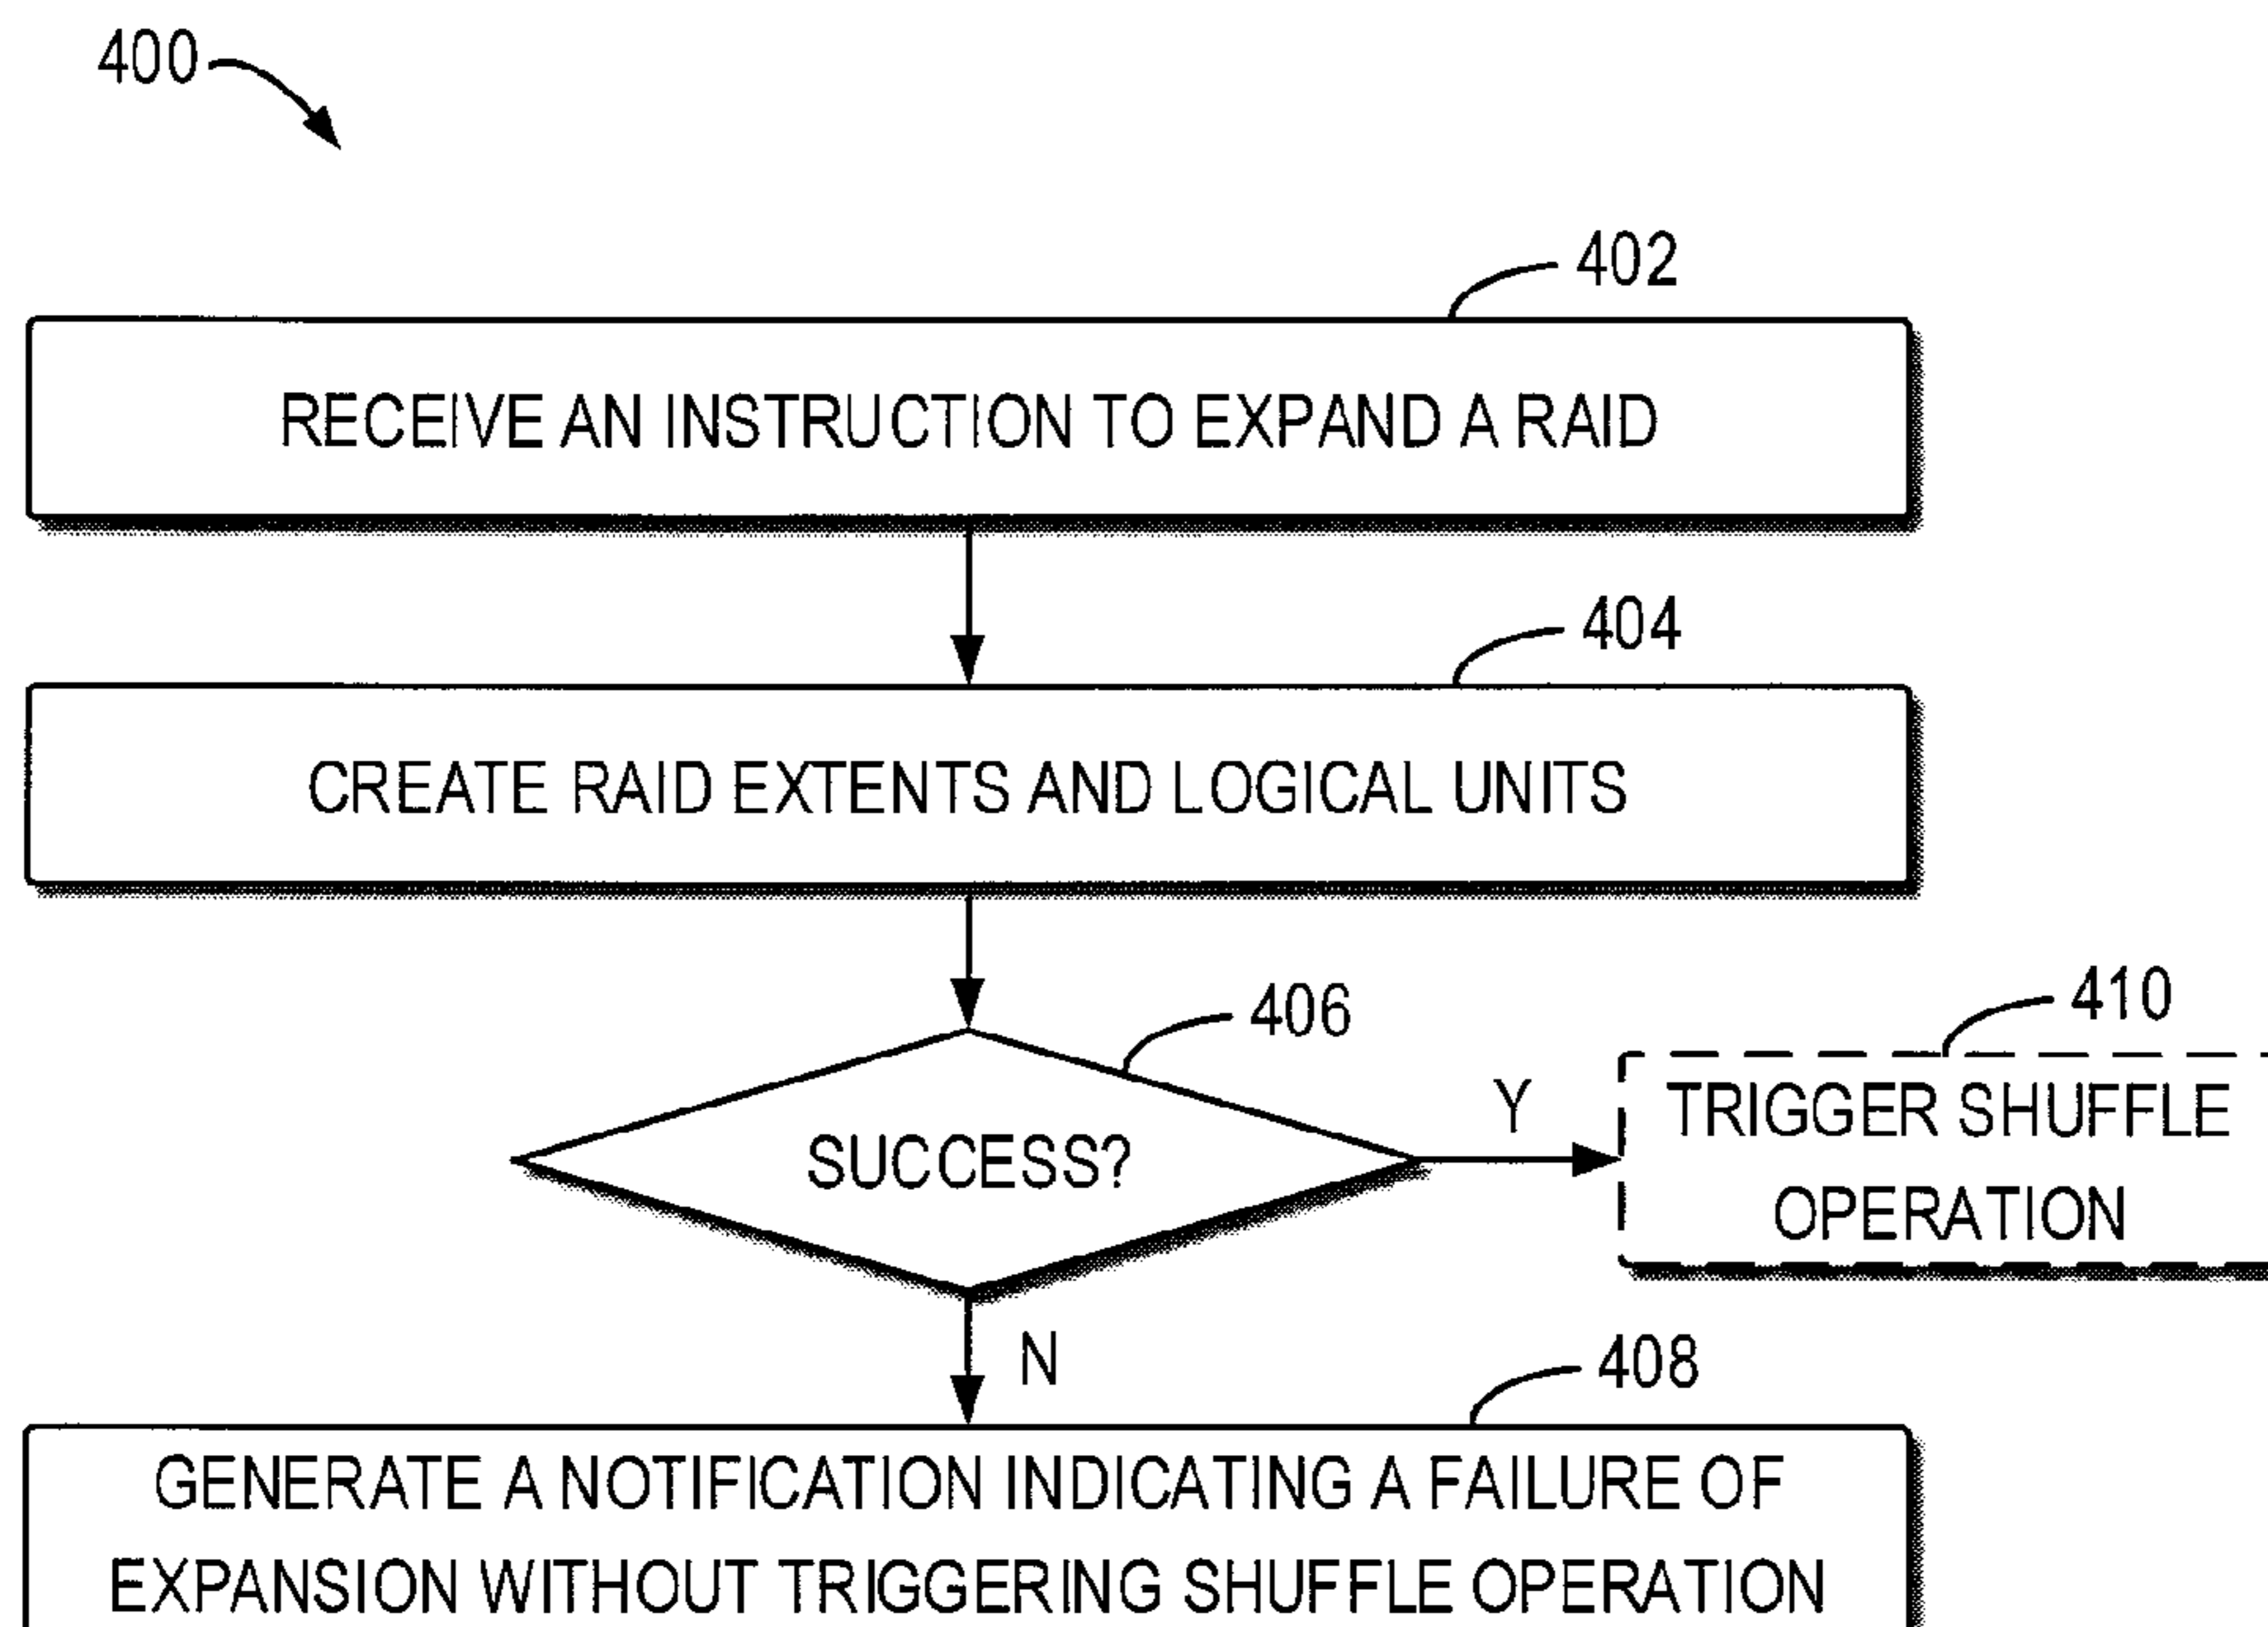 400
402
RECEIVE AN INSTRUCTION TO EXPAND A RAID
404
CREATE RAID EXTENTS AND LOGICAL UNITS
406
410
SUCCESS?
Y
TRIGGER SHUFFLE
OPERATION
N
408
GENERATE A NOTIFICATION INDICATING A FAILURE OF
EXPANSION WITHOUT TRIGGERING SHUFFLE OPERATION